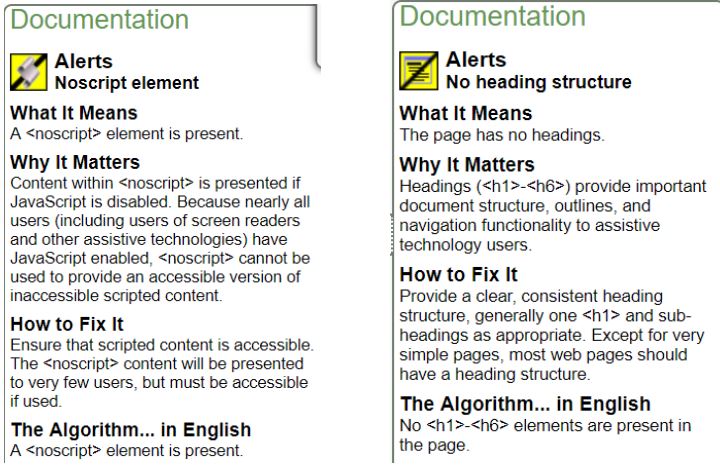 Documentation
Alerts
Noscript element
What It Means
A <noscript> element is present.
Why It Matters
Content within <noscript> is presented if
JavaScript is disabled. Because nearly all
users (including users of screen readers
and other assistive technologies) have
JavaScript enabled, <noscript> cannot be
used to provide an accessible version of
inaccessible scripted content.
How to Fix It
Ensure that scripted content is accessible.
The <noscript> content will be presented
to very few users, but must be accessible
if used.
The Algorithm... in English
A <noscript> element is present.
Documentation
Alerts
No heading structure
What It Means
The page has no headings.
Why It Matters
Headings (<h1>-<h6>) provide important
document structure, outlines, and
navigation functionality to assistive
technology users.
How to Fix It
Provide a clear, consistent heading
structure, generally one <h1> and sub-
headings as appropriate. Except for very
simple pages, most web pages should
have a heading structure.
The Algorithm... in English
No <h1>-<h6> elements are present in
the page.